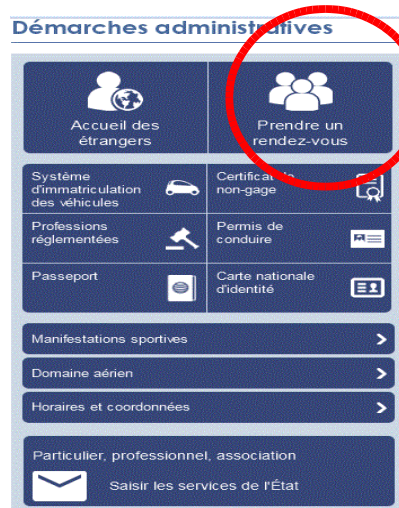 Démarches administratives
Accueil des
étrangers
Prendre un
rendez-vous
Système
d'immatriculation
des véhicules
Certificat de
non-gage
Professions
réglementées
Permis de
conduire
Passeport
Carte nationale
d'identité
Manifestations sportives
Domaine aérien
Horaires et coordonnées
Particulier, professionnel, association
Saisir les services de l'État